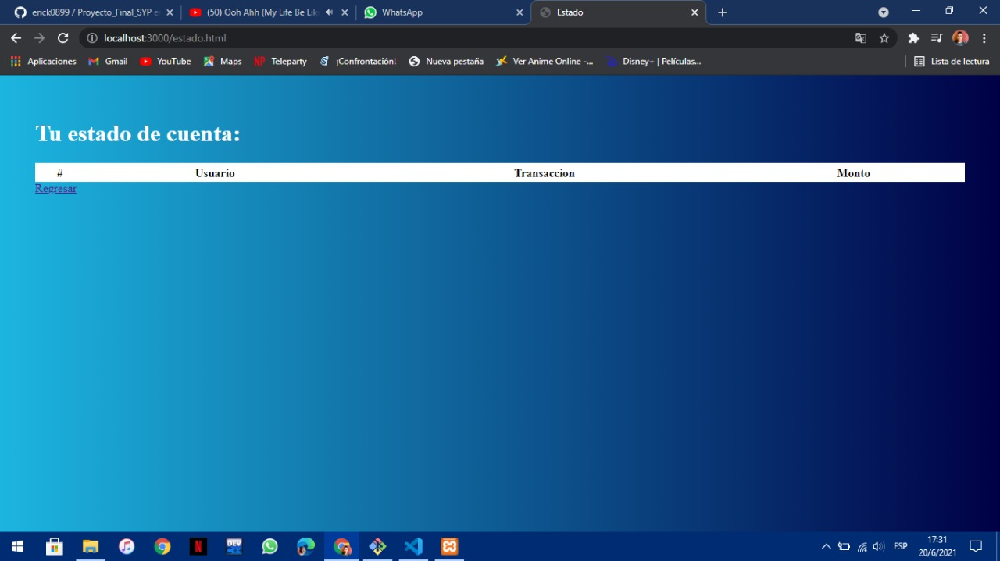 erick0899 / Proyecto_Final_SYP e
(50) Ooh Ahh (My Life Be Lik
WhatsApp
Estado
localhost:3000/estado.html
Aplicaciones
Gmail
YouTube
Maps
NP
Teleparty
¡Confrontación!
Nueva pestaña
Ver Anime Online -...
Disney+ | Películas...
Lista de lectura
Tu estado de cuenta:
# Usuario Transaccion Monto
Regresar
N
DEV
ESP
17:31
20/6/2021